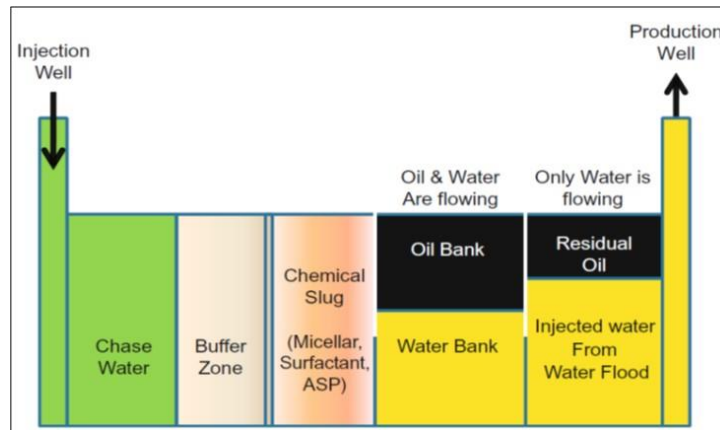 Injection
Well
Production
Well
Oil & Water
Are flowing
Only Water is
flowing
Chase
Water
Buffer
Zone
Chemical
Slug
(Micellar,
Surfactant,
ASP)
Oil Bank
Water Bank
Residual
Oil
Injected water
From
Water Flood